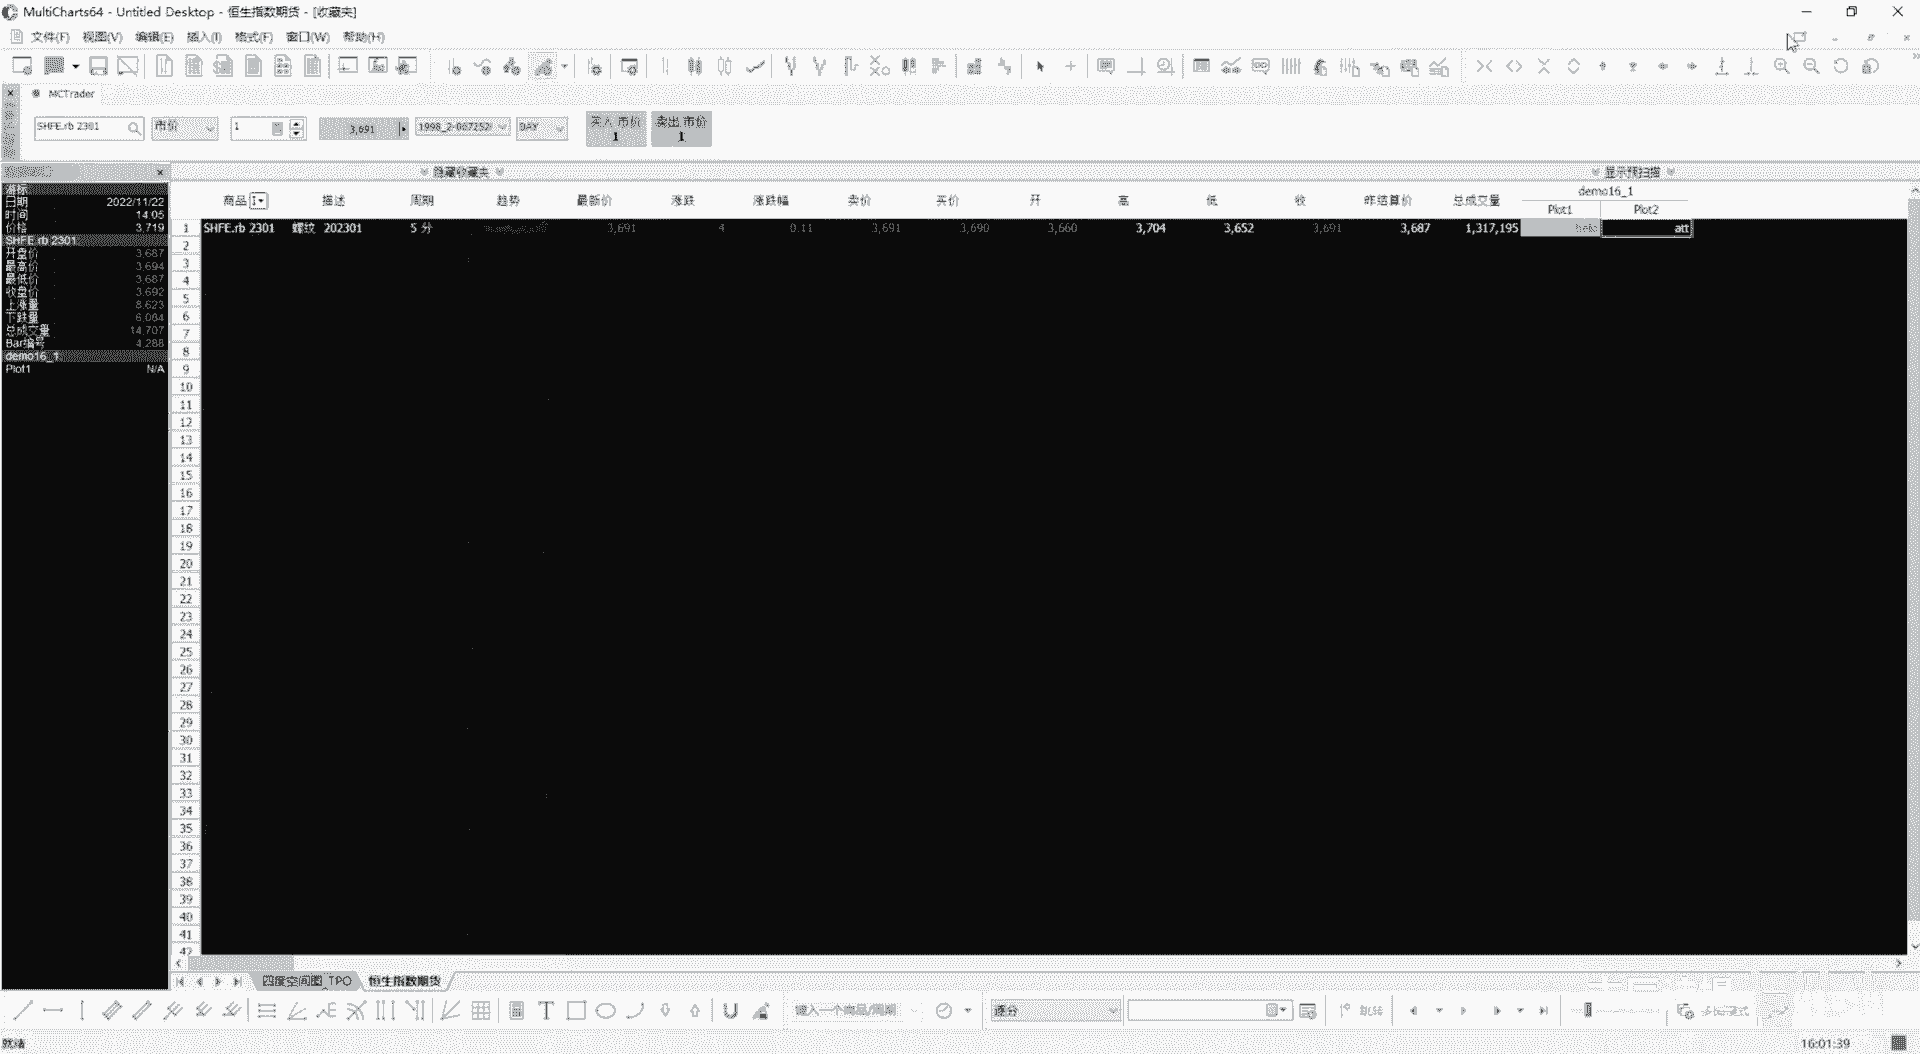 MultiCharts64 - Untitled Desktop - 恒生指数期货 - [收藏夹]
文件(F) 视图(V) 编辑(E) 插入(I) 格式(F) 窗口(W) 帮助(H)
MCTrader
SHFE.rb 2301 市价 1 3,691 DAY 买入 市价 1 卖出 市价 1
隐藏收藏夹 显示预扫描
demo16_1
商品 描述 周期 趋势 最新价 涨跌 涨跌幅 卖价 买价 开 高 低 收 昨结算价 总成交量 Plot1 Plot2
1 SHFE.rb 2301 螺纹 202301 5 分 3,691 4 0.11 3,691 3,690 3,660 3,704 3,652 3,691 3,687 1,317,195 att
游标
日期 2022/11/22
时间 14:05
价格 3,719
SHFE.rb 2301
开盘价 3,687
最高价 3,694
最低价 3,687
收盘价 3,692
上涨量 8,623
下跌量 6,084
总成交量 14,707
Bar编号 4,288
demo16_1
Plot1 N/A
2
3
4
5
6
7
8
9
10
11
12
13
14
15
16
17
18
19
20
21
22
23
24
25
26
27
28
29
30
31
32
33
34
35
36
37
38
39
40
41
42
四度空间图_TPO 恒生指数期货
键入一个商品/周期 逐分
就绪 16:01:39